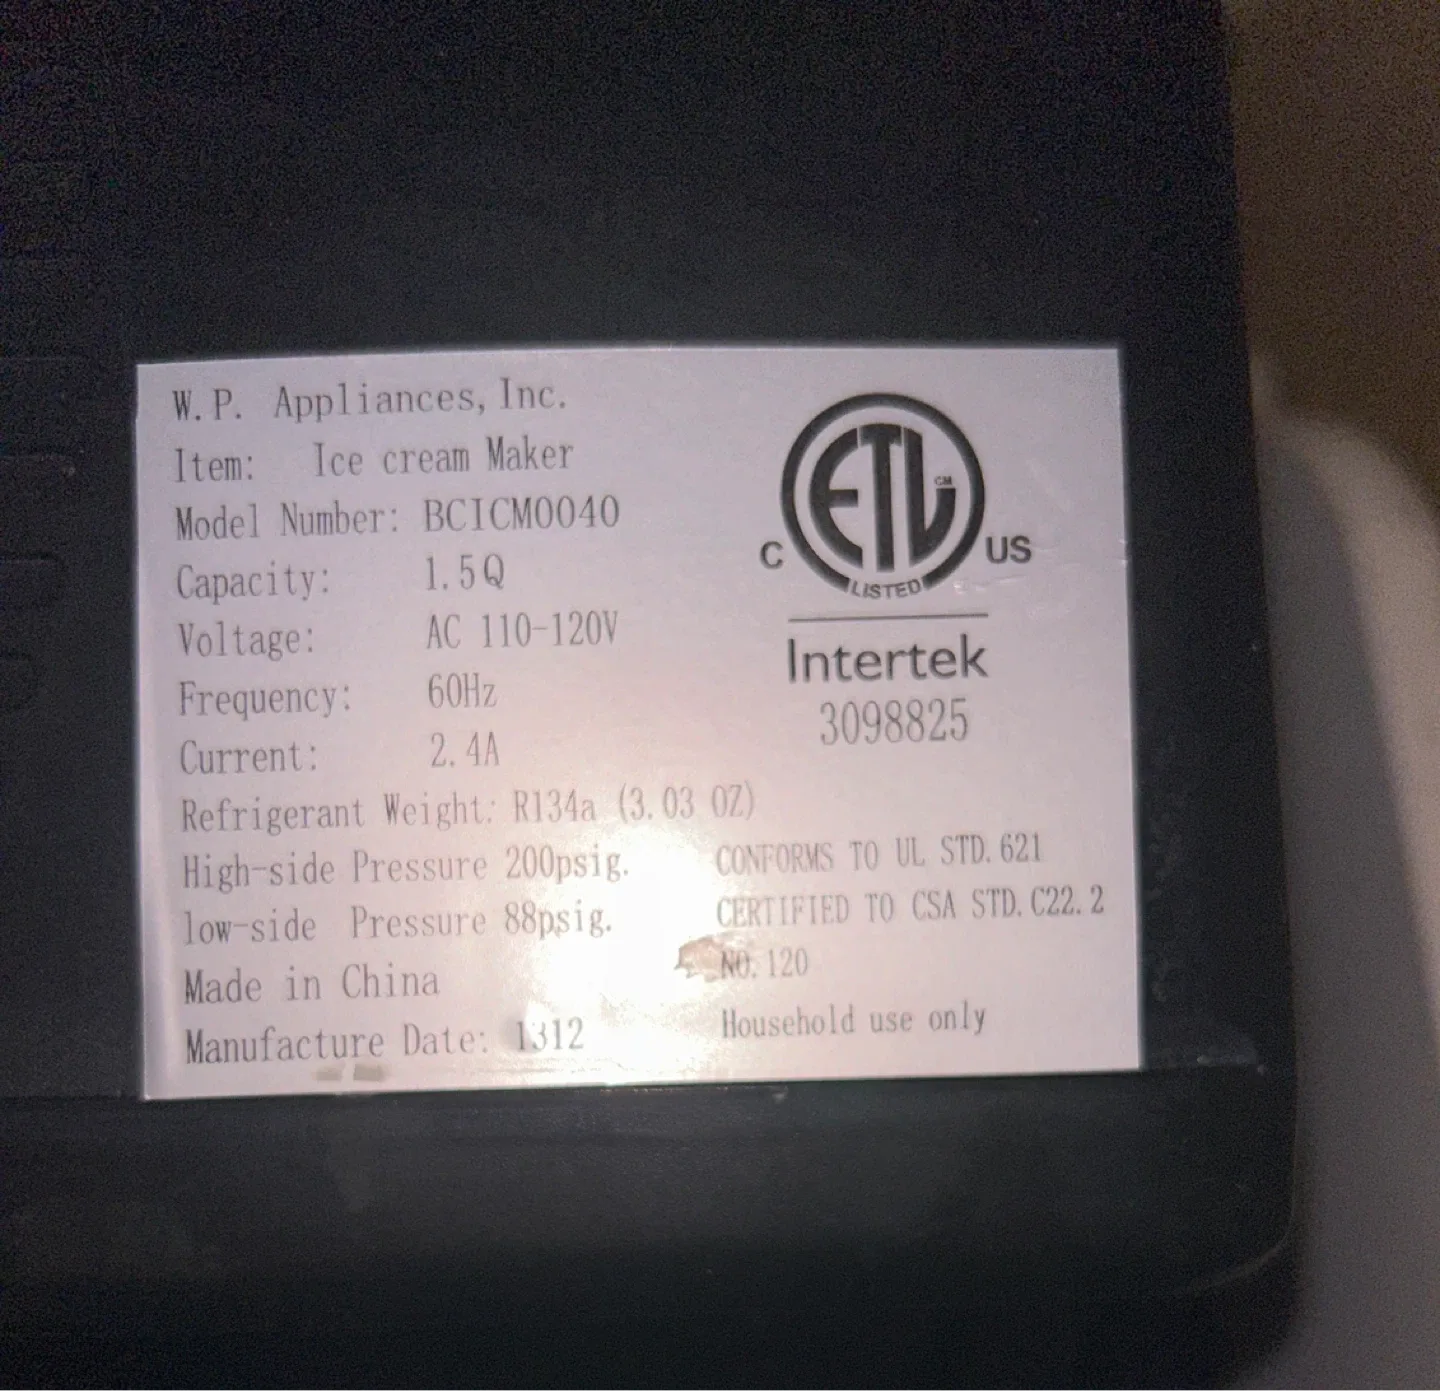 W.P. Appliances, Inc.
Item: Ice cream Maker
Model Number: BCICM0040
Capacity: 1.5Q
Voltage: AC 110-120V
Frequency: 60Hz
Current: 2.4A
Refrigerant Weight: R134a (3.03 OZ)
High-side Pressure 200psig.
low-side Pressure 88psig.
Made in China
Manufacture Date: 1312
ETL CM
C US
LISTED
Intertek
3098825
CONFORMS TO UL STD. 621
CERTIFIED TO CSA STD. C22.2
NO. 120
Household use only